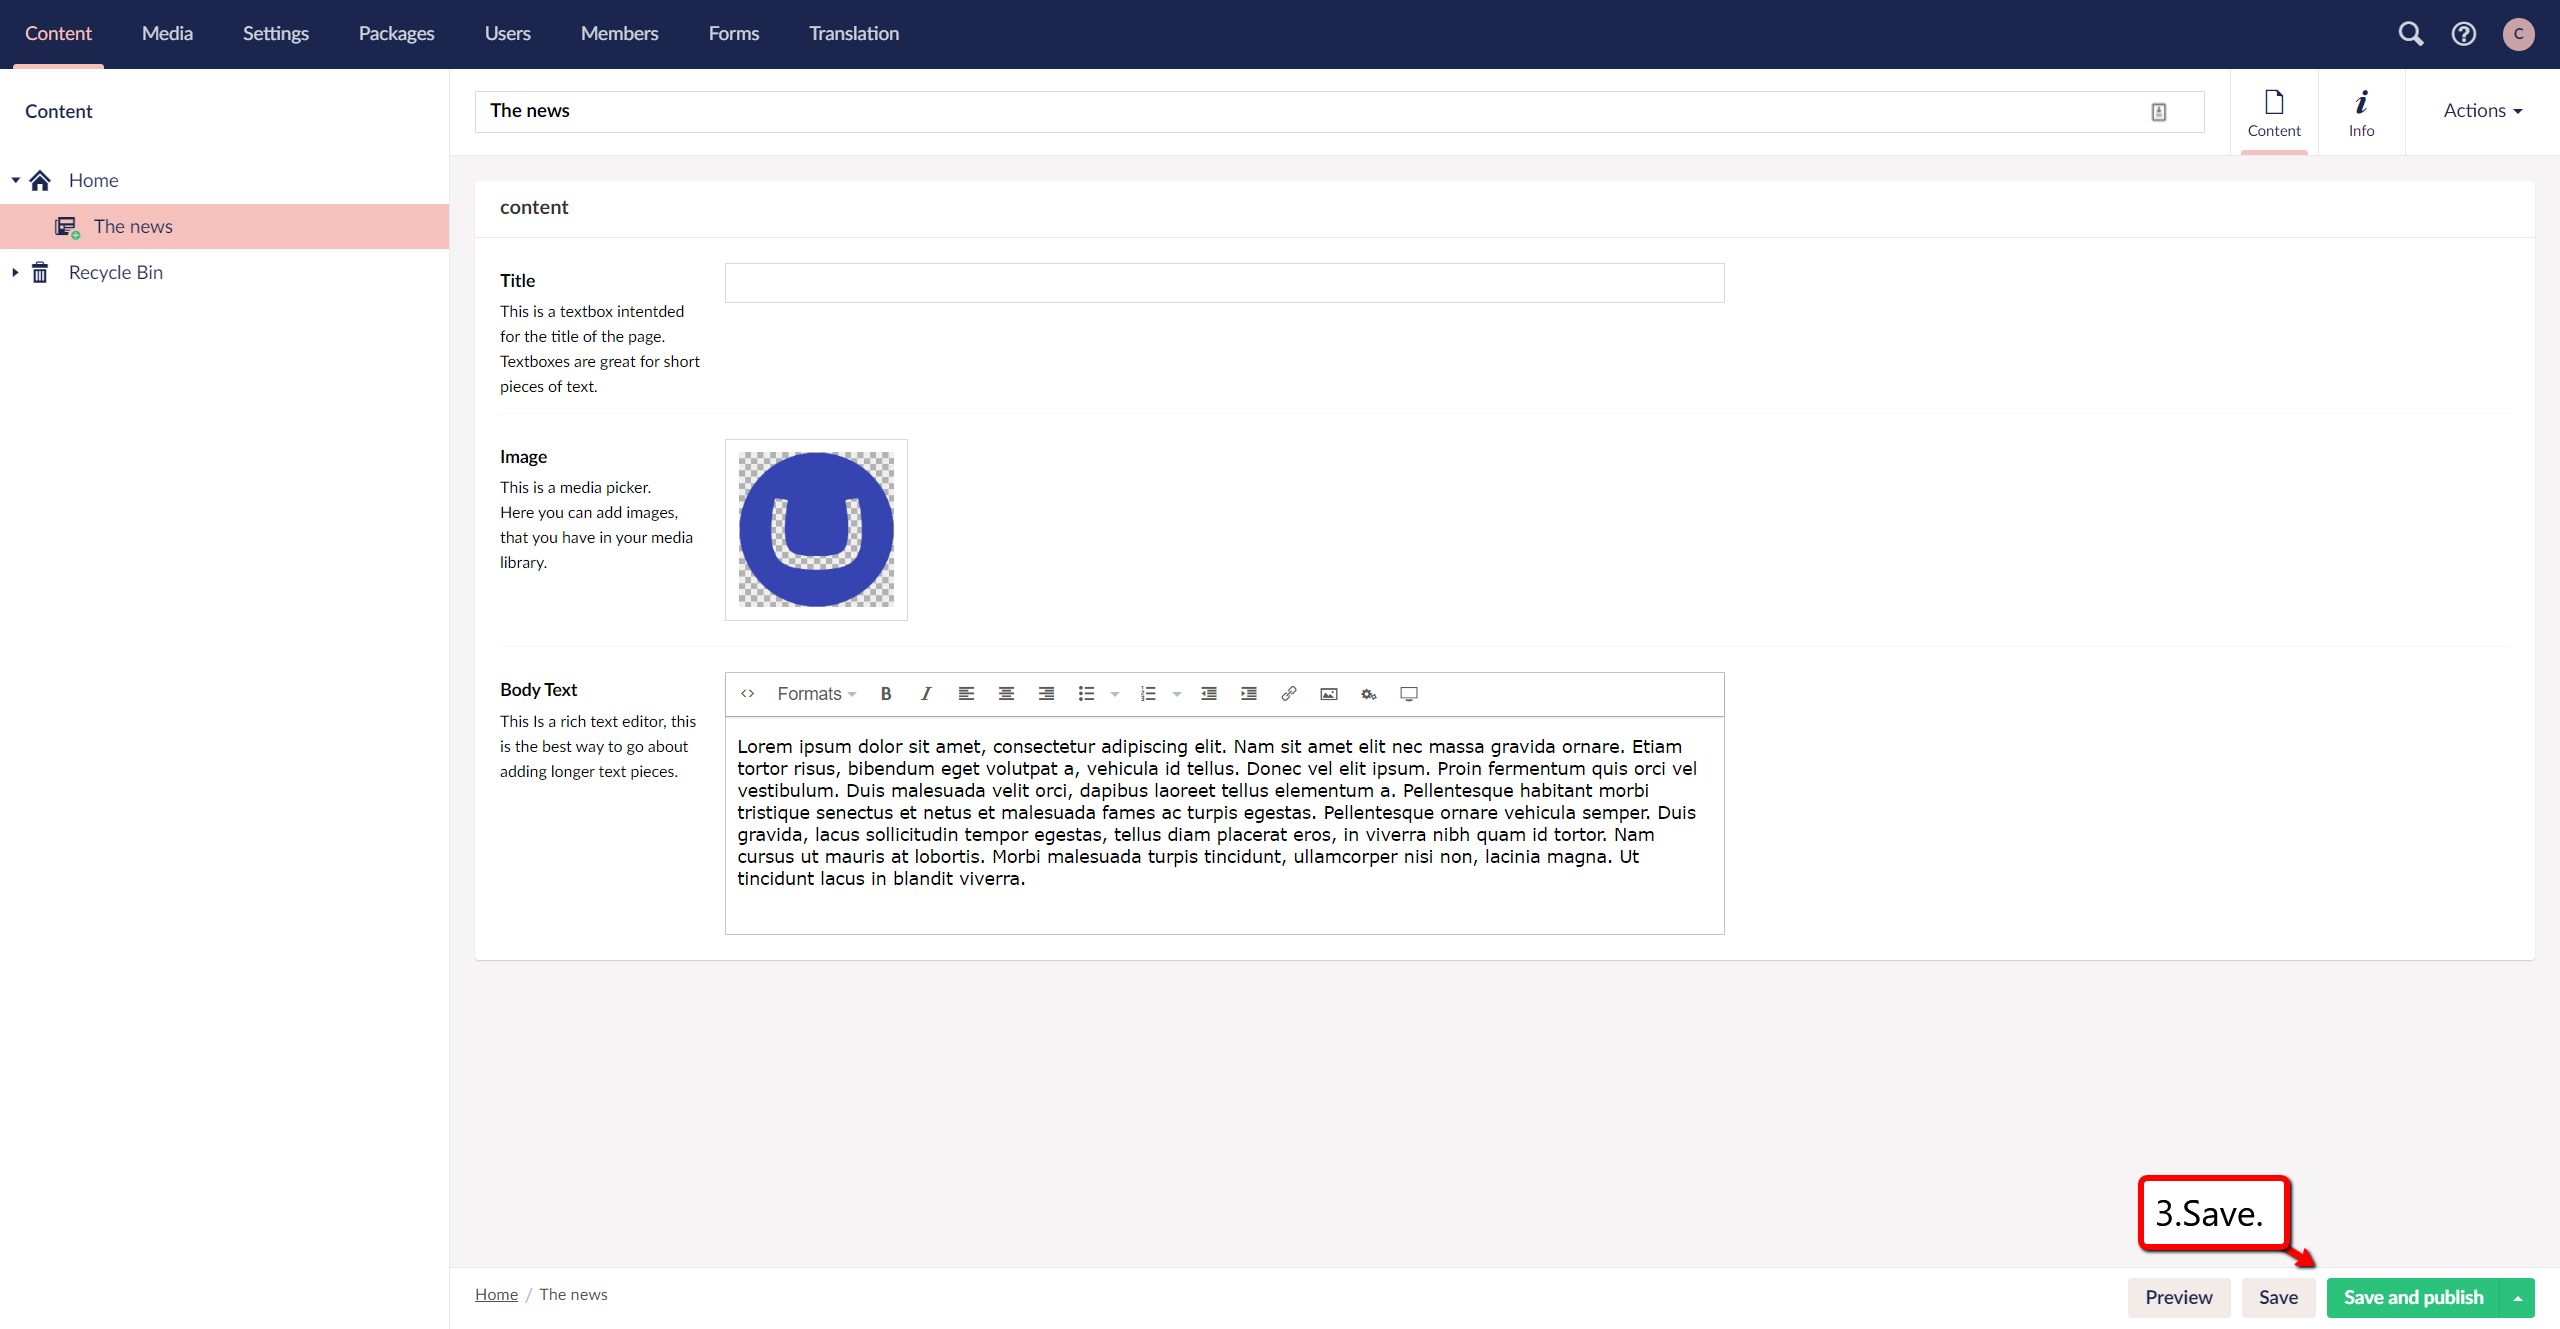 Content Media Settings Packages Users Members Forms Translation C
Content
Home
The news
Recycle Bin
The news
Content
Info
Actions
content
Title
This is a textbox intentded
for the title of the page.
Textboxes are great for short
pieces of text.
Image
This is a media picker.
Here you can add images,
that you have in your media
library.
Body Text
This Is a rich text editor, this
is the best way to go about
adding longer text pieces.
Formats B I
Lorem ipsum dolor sit amet, consectetur adipiscing elit. Nam sit amet elit nec massa gravida ornare. Etiam
tortor risus, bibendum eget volutpat a, vehicula id tellus. Donec vel elit ipsum. Proin fermentum quis orci vel
vestibulum. Duis malesuada velit orci, dapibus laoreet tellus elementum a. Pellentesque habitant morbi
tristique senectus et netus et malesuada fames ac turpis egestas. Pellentesque ornare vehicula semper. Duis
gravida, lacus sollicitudin tempor egestas, tellus diam placerat eros, in viverra nibh quam id tortor. Nam
cursus ut mauris at lobortis. Morbi malesuada turpis tincidunt, ullamcorper nisi non, lacinia magna. Ut
tincidunt lacus in blandit viverra.
3.Save.
Home / The news
Preview
Save
Save and publish